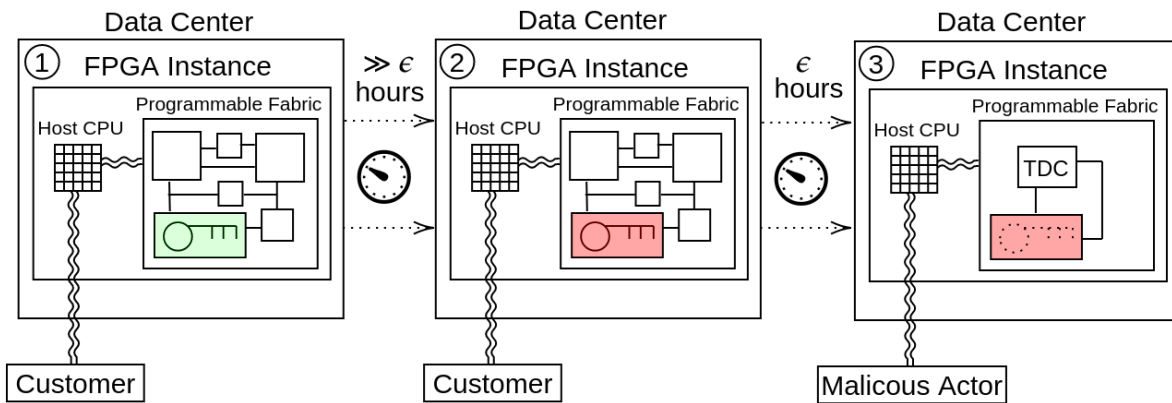 Data Center
1
FPGA Instance
Programmable Fabric
Host CPU
Customer
≫ ϵ
hours
Data Center
2
FPGA Instance
Programmable Fabric
Host CPU
Customer
ϵ
hours
Data Center
3
FPGA Instance
Programmable Fabric
Host CPU
TDC
Malicous Actor